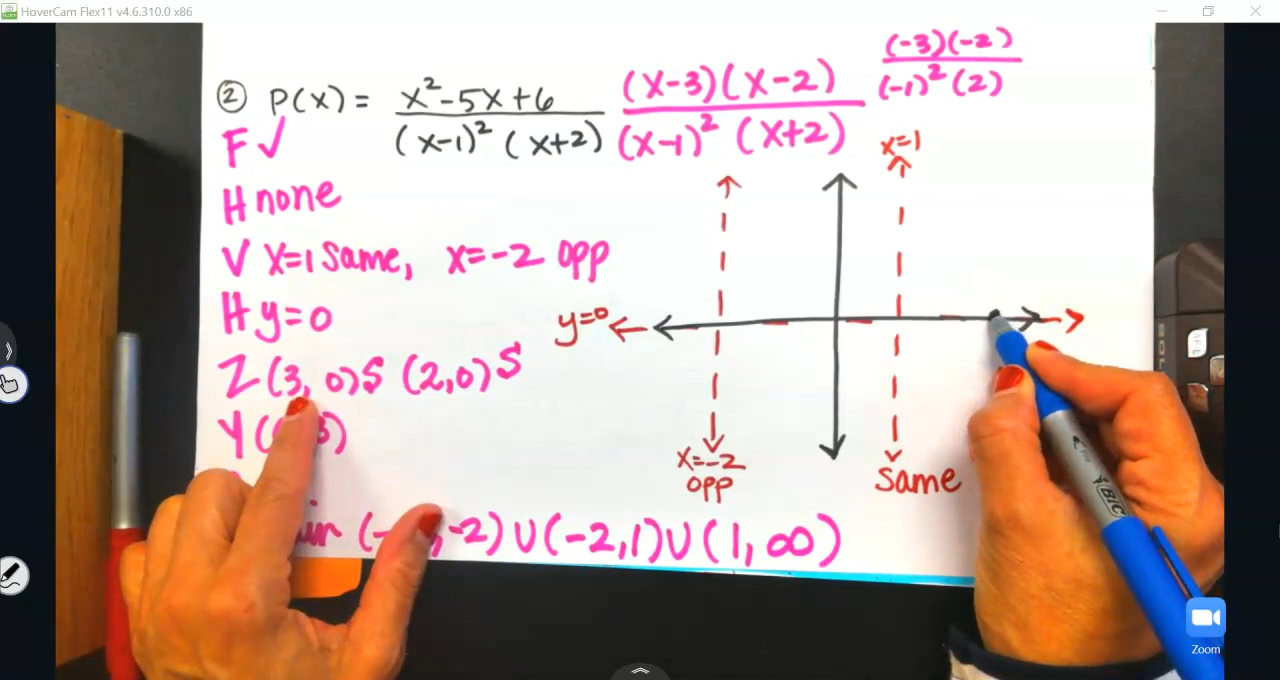 HoverCam Flex11 v4.6.310.0 x86
② P(x) = x²-5x+6 / (x-1)² (x+2) (x-3)(x-2) / (x-1)² (x+2) (-3)(-2) / (-1)² (2)
F✓
H none
V x=1 same, x=-2 opp
H y=0
Z (3, 0)S (2,0)S
Y (
(- ,-2) U (-2,1) U (1, ∞)
x=1
y=0
x=-2
opp
same
BIC
Zoom